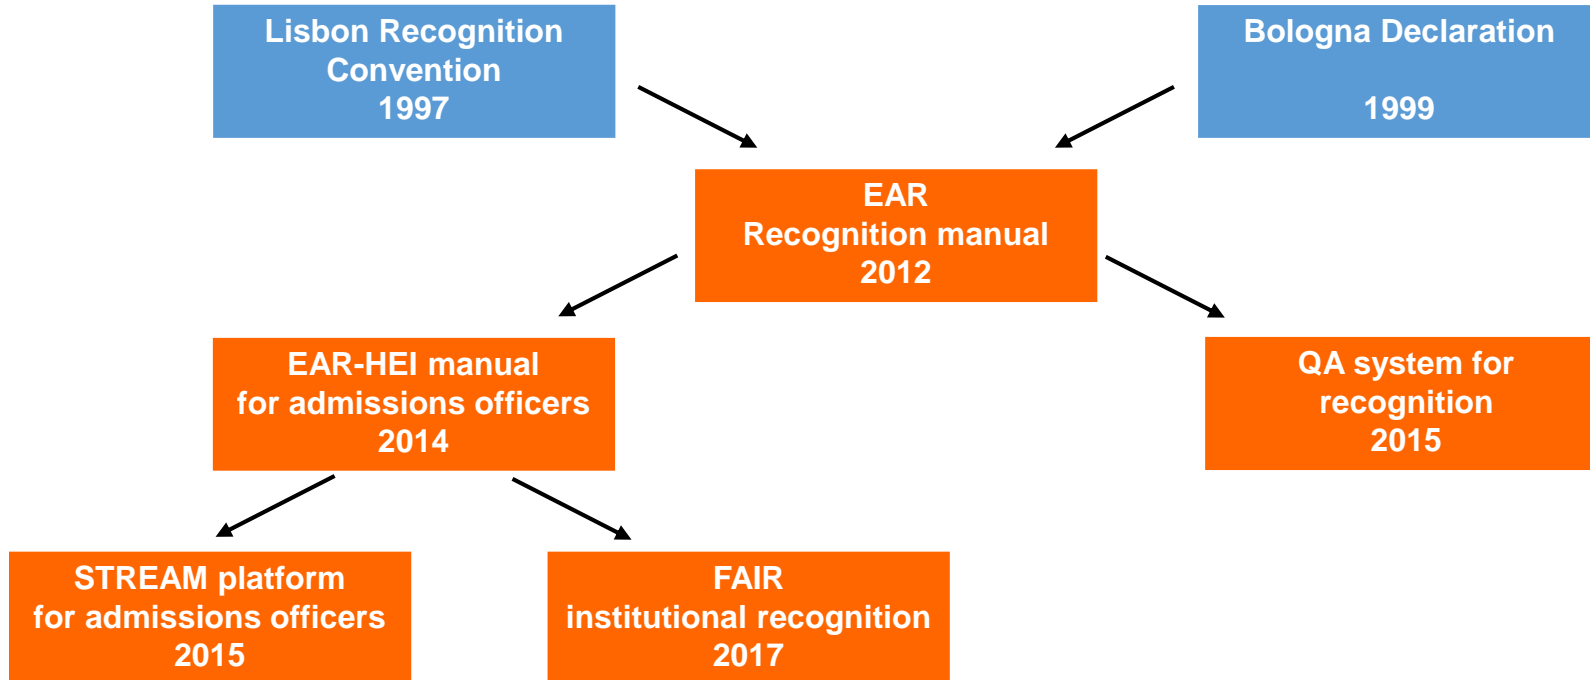 Lisbon Recognition
Convention
1997
Bologna Declaration
1999
EAR
Recognition manual
2012
EAR-HEI manual
for admissions officers
2014
QA system for
recognition
2015
STREAM platform
for admissions officers
2015
FAIR
institutional recognition
2017